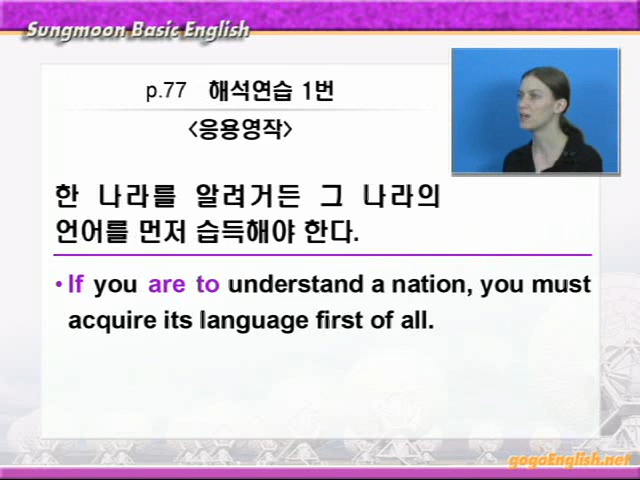 Sungmoon Basic English
p.77 해석연습 1번
<응용영작>
한 나라를 알려거든 그 나라의
언어를 먼저 습득해야 한다.
• If you are to understand a nation, you must
acquire its language first of all.
gogoEnglish.net